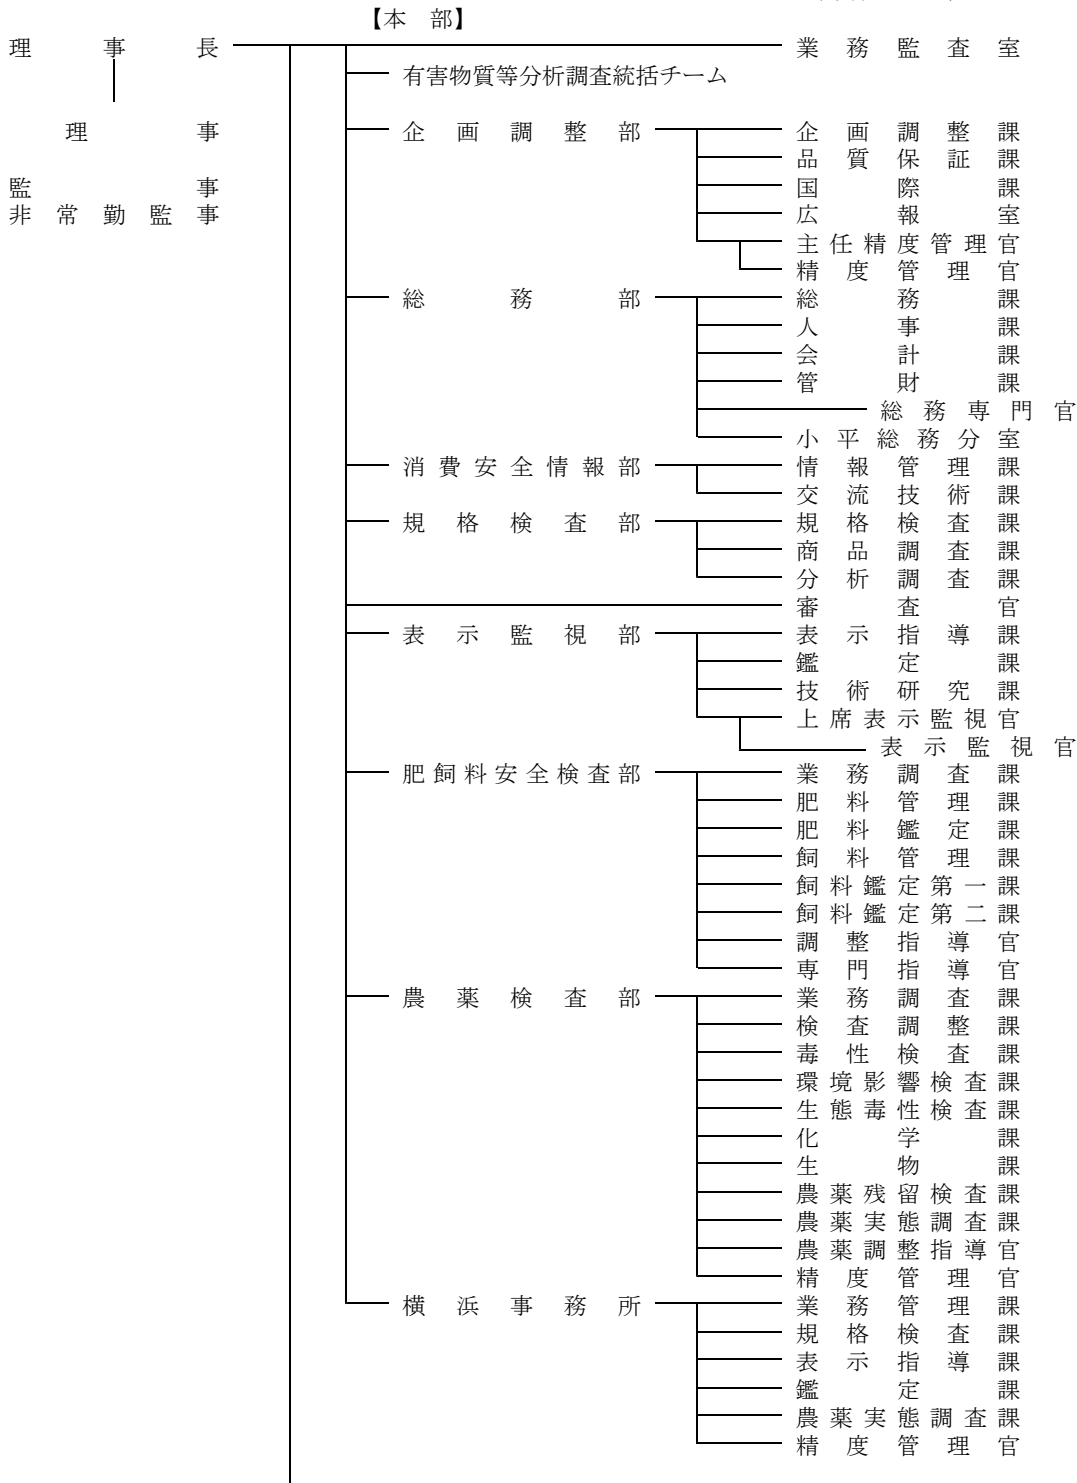 【本　部】
理事長　業務監査室
有害物質等分析調査統括チーム
理事　企画調整部　企画調整課
品質保証課
監事　国際課
非常勤監事　広報室
主任精度管理官
精度管理官
総務部　総務課
人事課
会計課
管財課
総務専門官
小平総務分室
消費安全情報部　情報管理課
交流技術課
規格検査部　規格検査課
商品調査課
分析調査課
審査官
表示監視部　表示指導課
鑑定課
技術研究課
上席表示監視官
表示監視官
肥飼料安全検査部　業務調査課
肥料管理課
肥料鑑定課
飼料管理課
飼料鑑定第一課
飼料鑑定第二課
調整指導官
専門指導官
農薬検査部　業務調査課
検査調整課
毒性検査課
環境影響検査課
生態毒性検査課
化学課
生物課
農薬残留検査課
農薬実態調査課
農薬調整指導官
精度管理官
横浜事務所　業務管理課
規格検査課
表示指導課
鑑定課
農薬実態調査課
精度管理官